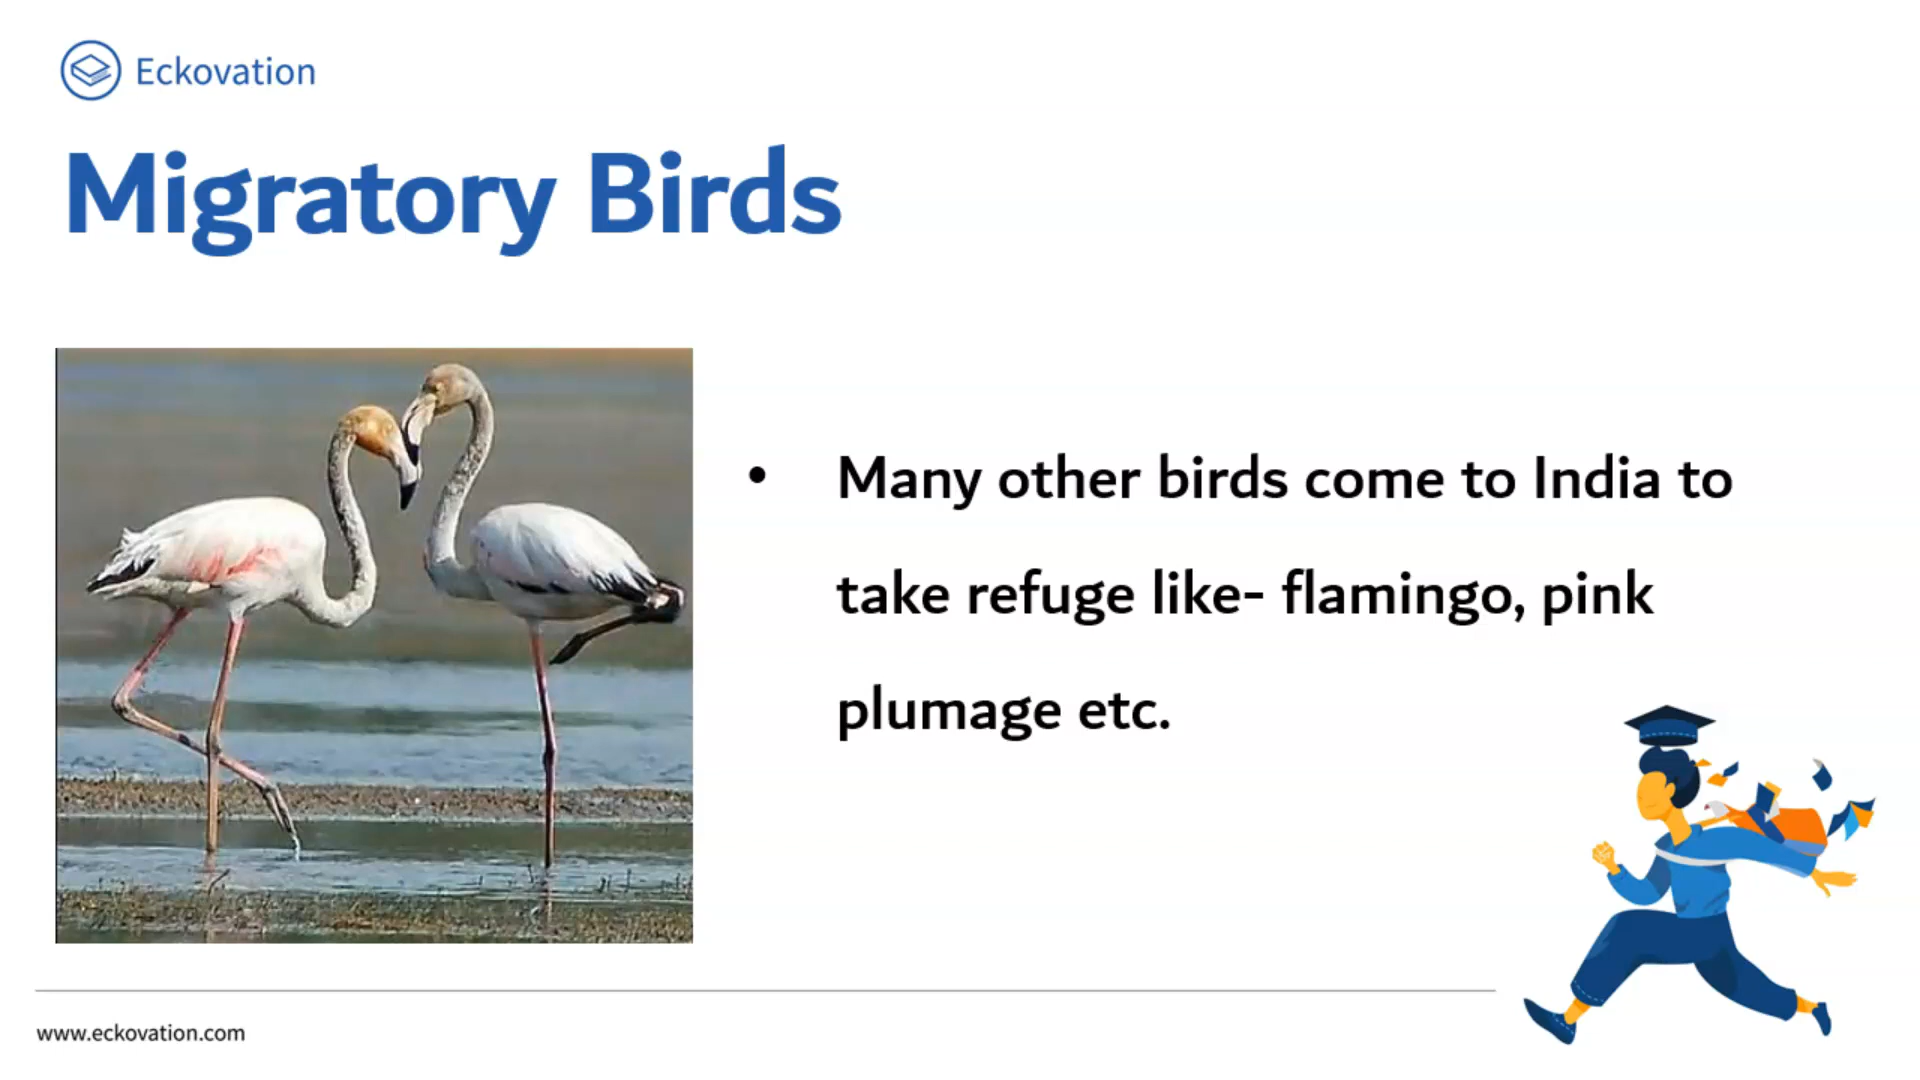 Eckovation
Migratory Birds
• Many other birds come to India to
take refuge like- flamingo, pink
plumage etc.
www.eckovation.com